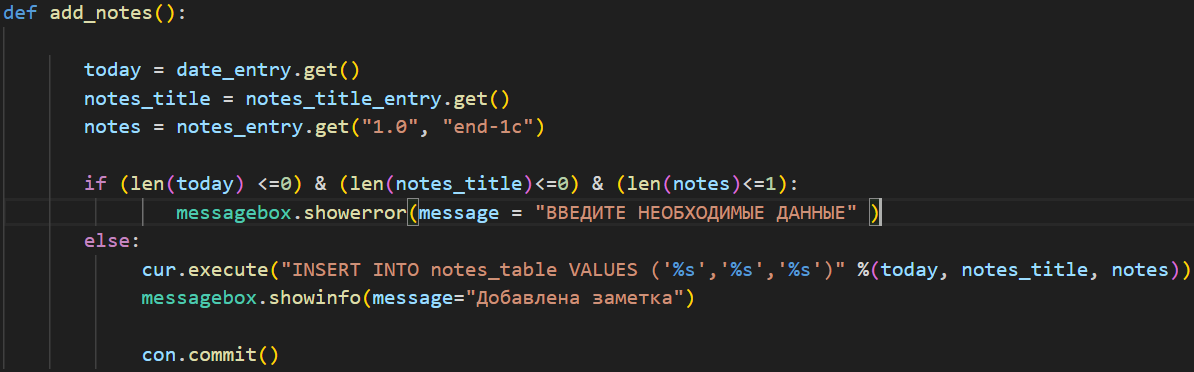 def add_notes():
today = date_entry.get()
notes_title = notes_title_entry.get()
notes = notes_entry.get("1.0", "end-1c")
if (len(today) <=0) & (len(notes_title)<=0) & (len(notes)<=1):
messagebox.showerror(message = "ВВЕДИТЕ НЕОБХОДИМЫЕ ДАННЫЕ" )
else:
cur.execute("INSERT INTO notes_table VALUES ('%s','%s','%s')" %(today, notes_title, notes))
messagebox.showinfo(message="Добавлена заметка")
con.commit()